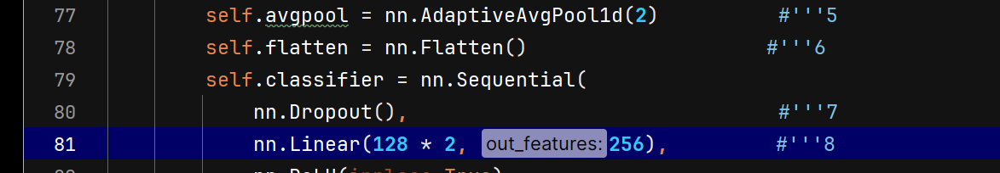 77 self.avgpool = nn.AdaptiveAvgPool1d(2) #'''5
78 self.flatten = nn.Flatten() #'''6
79 self.classifier = nn.Sequential(
80 nn.Dropout(), #'''7
81 nn.Linear(128 * 2, out_features: 256), #'''8